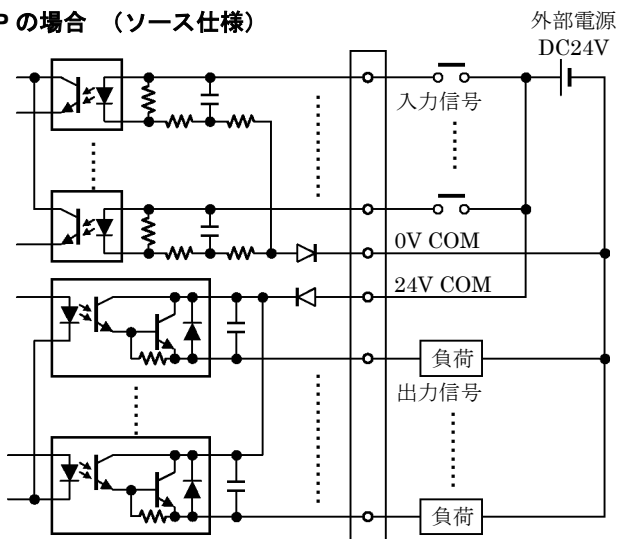 P の場合 （ソース仕様）
外部電源
DC24V
入力信号
0V COM
24V COM
負荷
出力信号
負荷